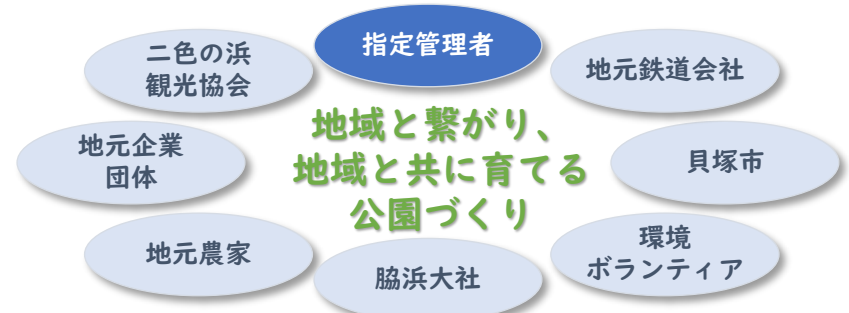 指定管理者
二色の浜
観光協会
地元鉄道会社
地域と繋がり、
地域と共に育てる
公園づくり
地元企業
団体
貝塚市
地元農家
環境
ボランティア
脇浜大社